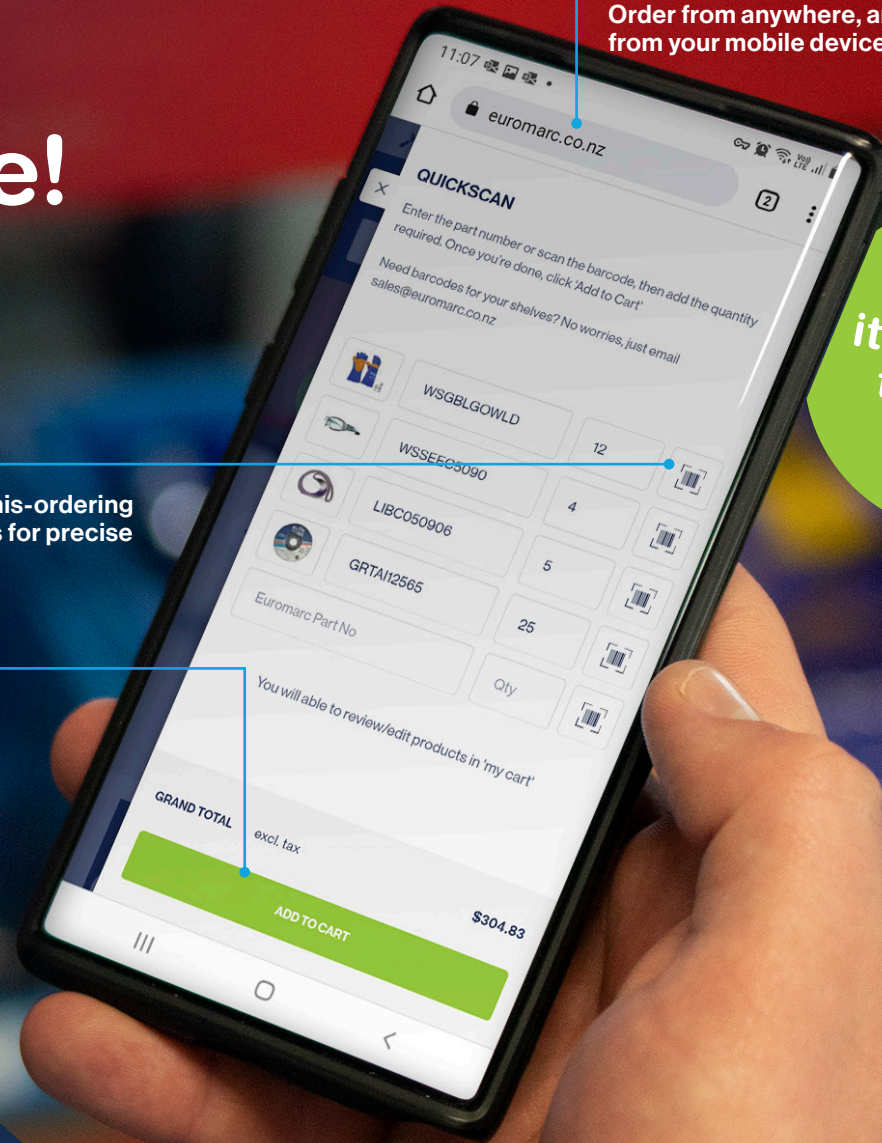 Order from anywhere, a
from your mobile device
e!
11:07
euromarc.co.nz
2
QUICKSCAN
Enter the part number or scan the barcode, then add the quantity
required. Once you're done, click 'Add to Cart'
Need barcodes for your shelves? No worries, just email
sales@euromarc.co.nz
it
WSGBLGOWLD 12
WSSEEC5090 4
LIBC050906 5
GRTAI12565 25
Euromarc Part No Qty
his-ordering
s for precise
You will able to review/edit products in 'my cart'
GRAND TOTAL excl. tax $304.83
ADD TO CART